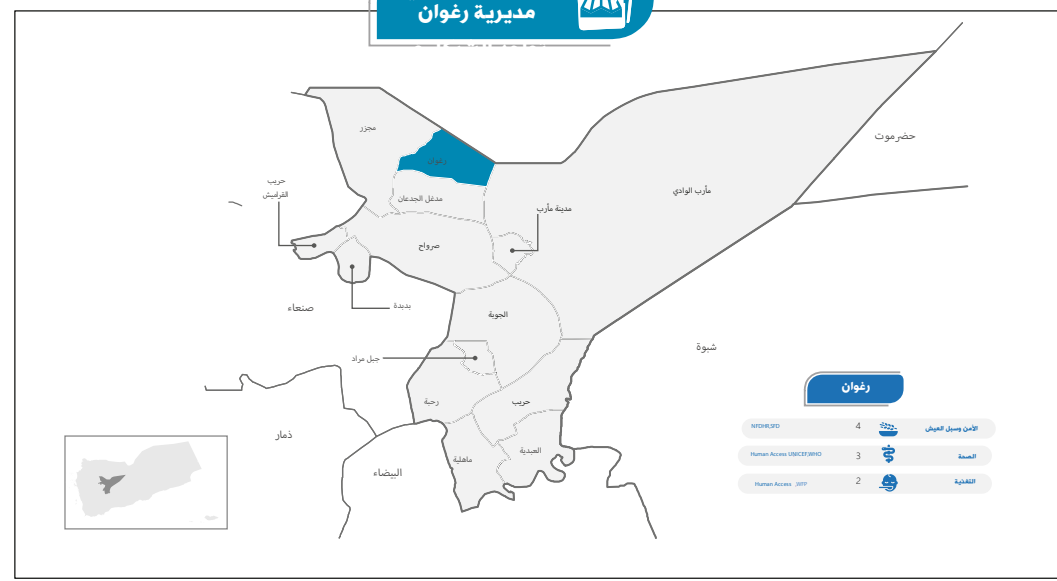 مديرية رغوان
مجزر
رغوان
حضرموت
حريب
القراميش
مدغل الجدعان
مأرب الوادي
مدينة مأرب
صرواح
بدبدة
صنعاء
الجوبة
شبوة
جبل مراد
رغوان
رحبة
حريب
الأمن وسبل العيش 4 NFDHR,SPD
ذمار
العبدية
ماهلية
الصحة 3 Human Access UNICEF,WHO
البيضاء
التغذية 2 Human Access ,WFP